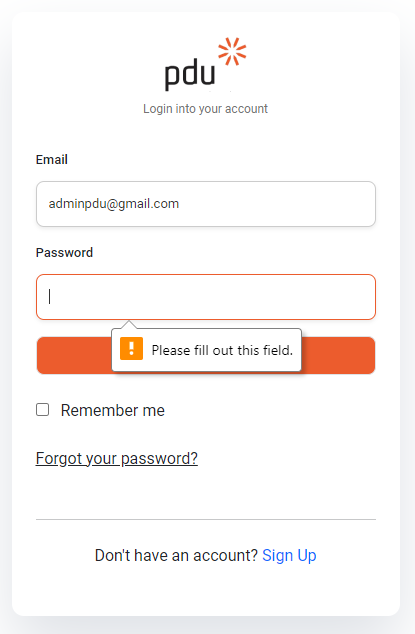 pdu
Login into your account
Email
adminpdu@gmail.com
Password
Please fill out this field.
Remember me
Forgot your password?
Don't have an account? Sign Up